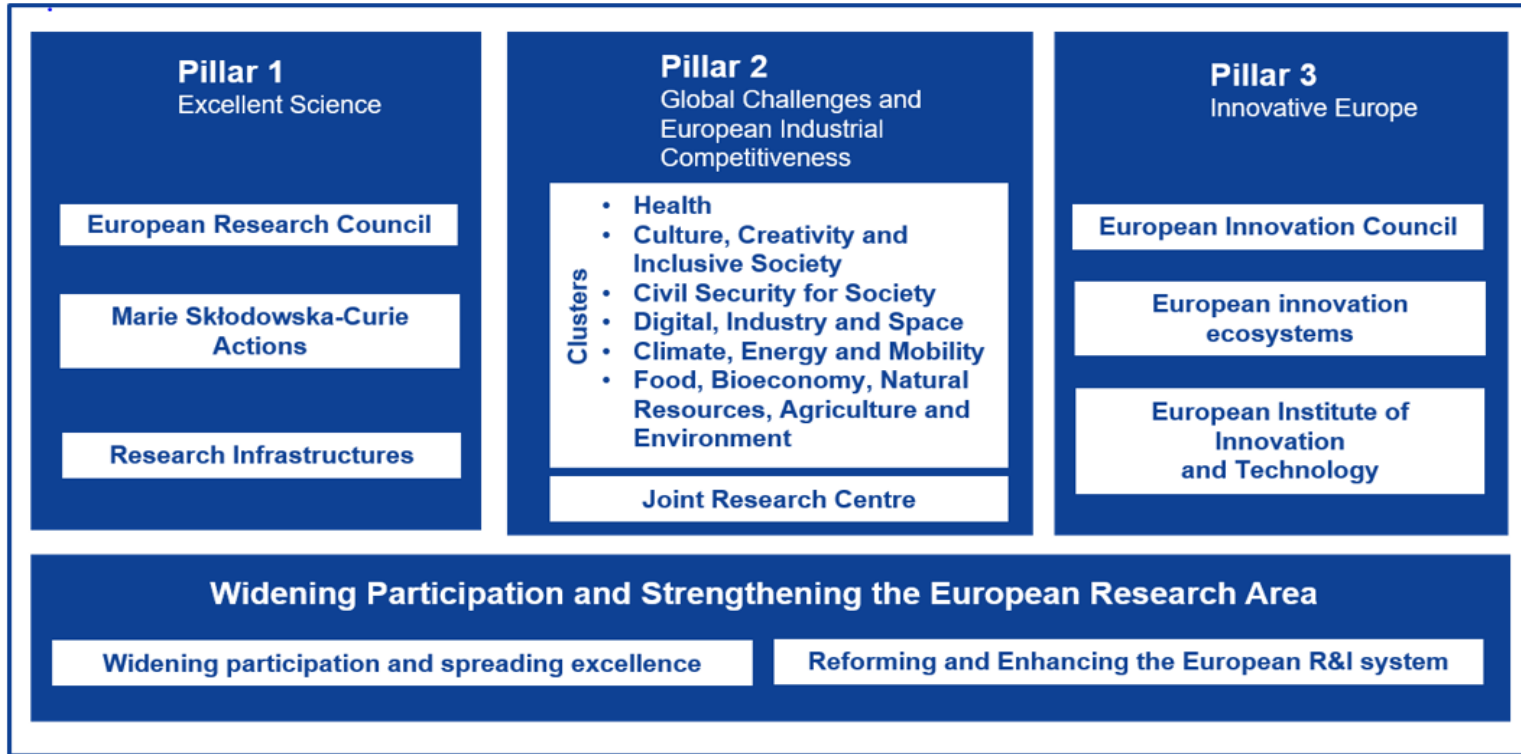 Pillar 1
Excellent Science
European Research Council
Marie Skłodowska-Curie
Actions
Research Infrastructures
Pillar 2
Global Challenges and
European Industrial
Competitiveness
Clusters
• Health
• Culture, Creativity and
Inclusive Society
• Civil Security for Society
• Digital, Industry and Space
• Climate, Energy and Mobility
• Food, Bioeconomy, Natural
Resources, Agriculture and
Environment
Joint Research Centre
Pillar 3
Innovative Europe
European Innovation Council
European innovation
ecosystems
European Institute of
Innovation
and Technology
Widening Participation and Strengthening the European Research Area
Widening participation and spreading excellence
Reforming and Enhancing the European R&I system